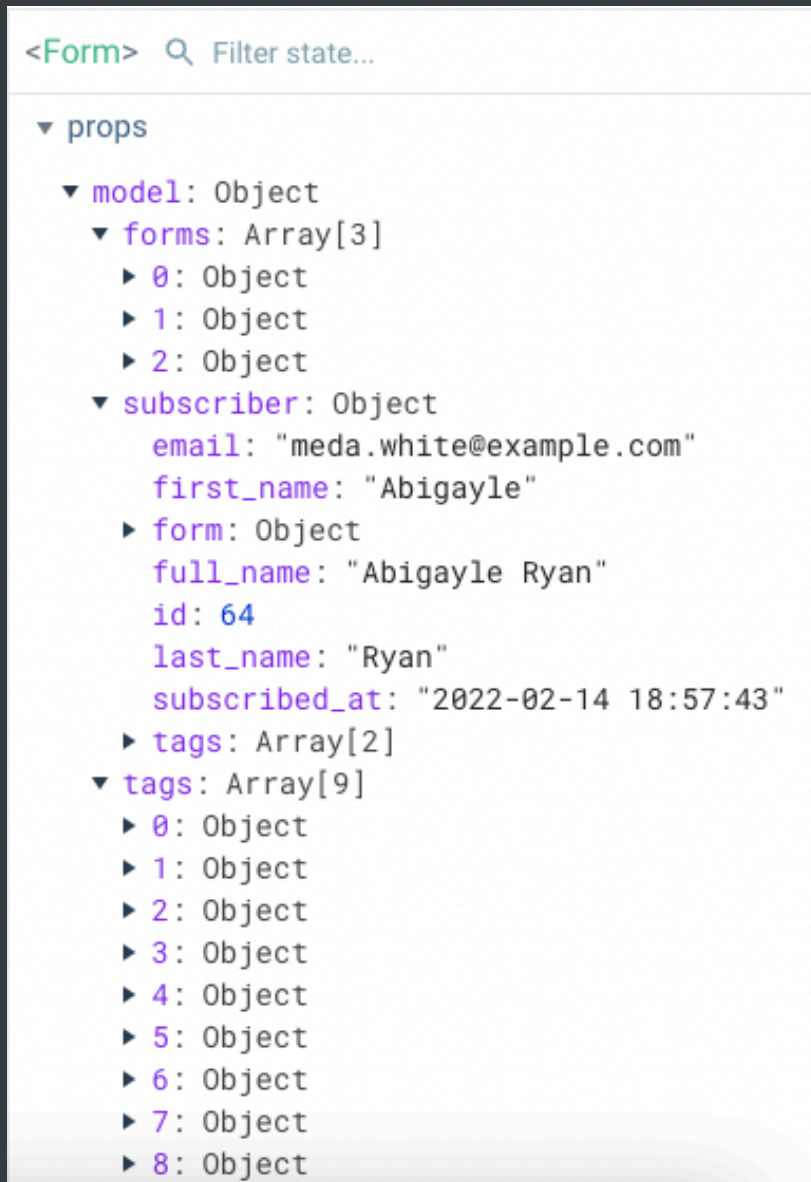 <Form> Filter state...
props
model: Object
forms: Array[3]
0: Object
1: Object
2: Object
subscriber: Object
email: "meda.white@example.com"
first_name: "Abigayle"
form: Object
full_name: "Abigayle Ryan"
id: 64
last_name: "Ryan"
subscribed_at: "2022-02-14 18:57:43"
tags: Array[2]
tags: Array[9]
0: Object
1: Object
2: Object
3: Object
4: Object
5: Object
6: Object
7: Object
8: Object